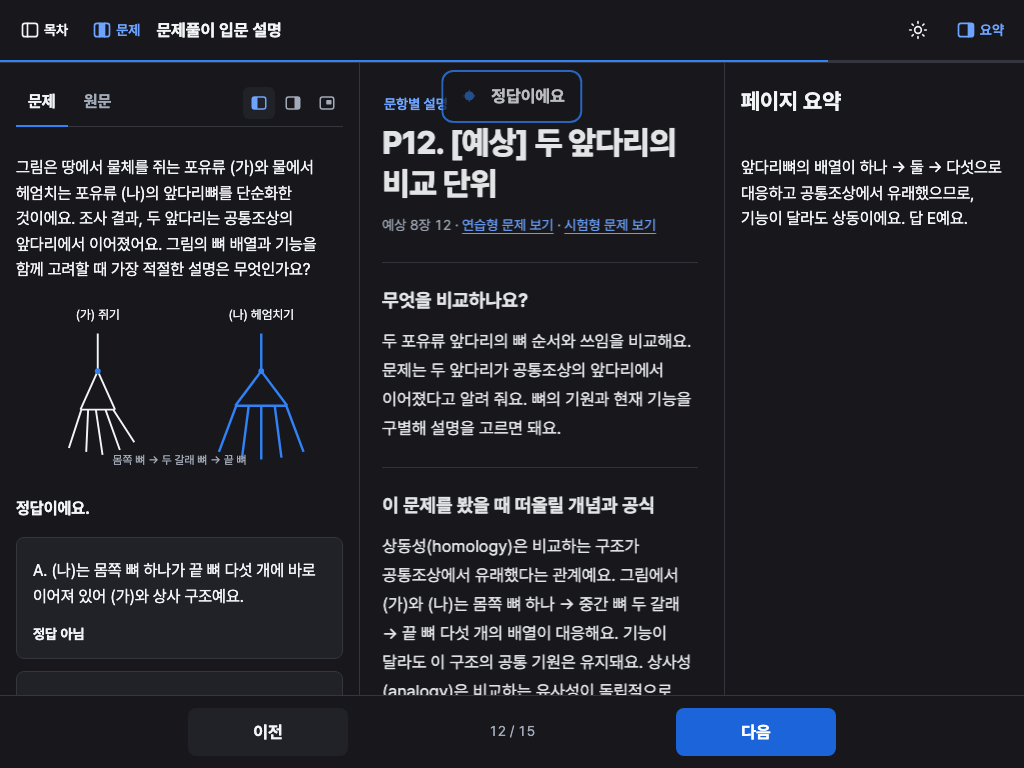 목차
문제
문제풀이 입문 설명
요약
문제
원문
그림은 땅에서 물체를 쥐는 포유류 (가)와 물에서
헤엄치는 포유류 (나)의 앞다리뼈를 단순화한
것이에요. 조사 결과, 두 앞다리는 공통조상의
앞다리에서 이어졌어요. 그림의 뼈 배열과 기능을
함께 고려할 때 가장 적절한 설명은 무엇인가요?
(가) 쥐기
(나) 헤엄치기
몸쪽 뼈 → 두 갈래 뼈 → 끝 뼈
정답이에요.
A. (나)는 몸쪽 뼈 하나가 끝 뼈 다섯 개에 바로
이어져 있어 (가)와 상사 구조예요.
정답 아님
문항별 설명
정답이에요
P12. [예상] 두 앞다리의
비교 단위
예상 8장 12 · 연습형 문제 보기 · 시험형 문제 보기
무엇을 비교하나요?
두 포유류 앞다리의 뼈 순서와 쓰임을 비교해요.
문제는 두 앞다리가 공통조상의 앞다리에서
이어졌다고 알려 줘요. 뼈의 기원과 현재 기능을
구별해 설명을 고르면 돼요.
이 문제를 봤을 때 떠올릴 개념과 공식
상동성(homology)은 비교하는 구조가
공통조상에서 유래했다는 관계예요. 그림에서
(가)와 (나)는 몸쪽 뼈 하나 → 중간 뼈 두 갈래
→ 끝 뼈 다섯 개의 배열이 대응해요. 기능이
달라도 이 구조의 공통 기원은 유지돼요. 상사성
(analogy)은 비교하는 유사성이 독립적으로
페이지 요약
앞다리뼈의 배열이 하나 → 둘 → 다섯으로
대응하고 공통조상에서 유래했으므로,
기능이 달라도 상동이에요. 답 E예요.
이전
12 / 15
다음